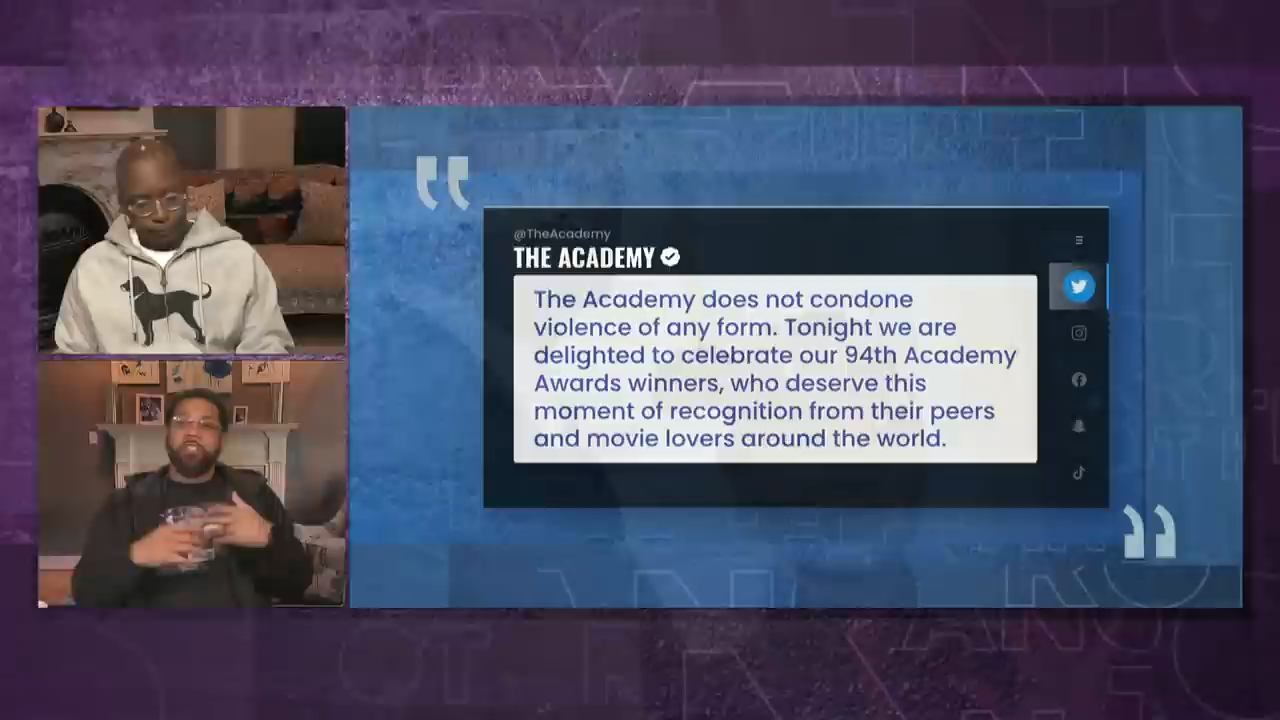 @TheAcademy
THE ACADEMY
The Academy does not condone
violence of any form. Tonight we are
delighted to celebrate our 94th Academy
Awards winners, who deserve this
moment of recognition from their peers
and movie lovers around the world.